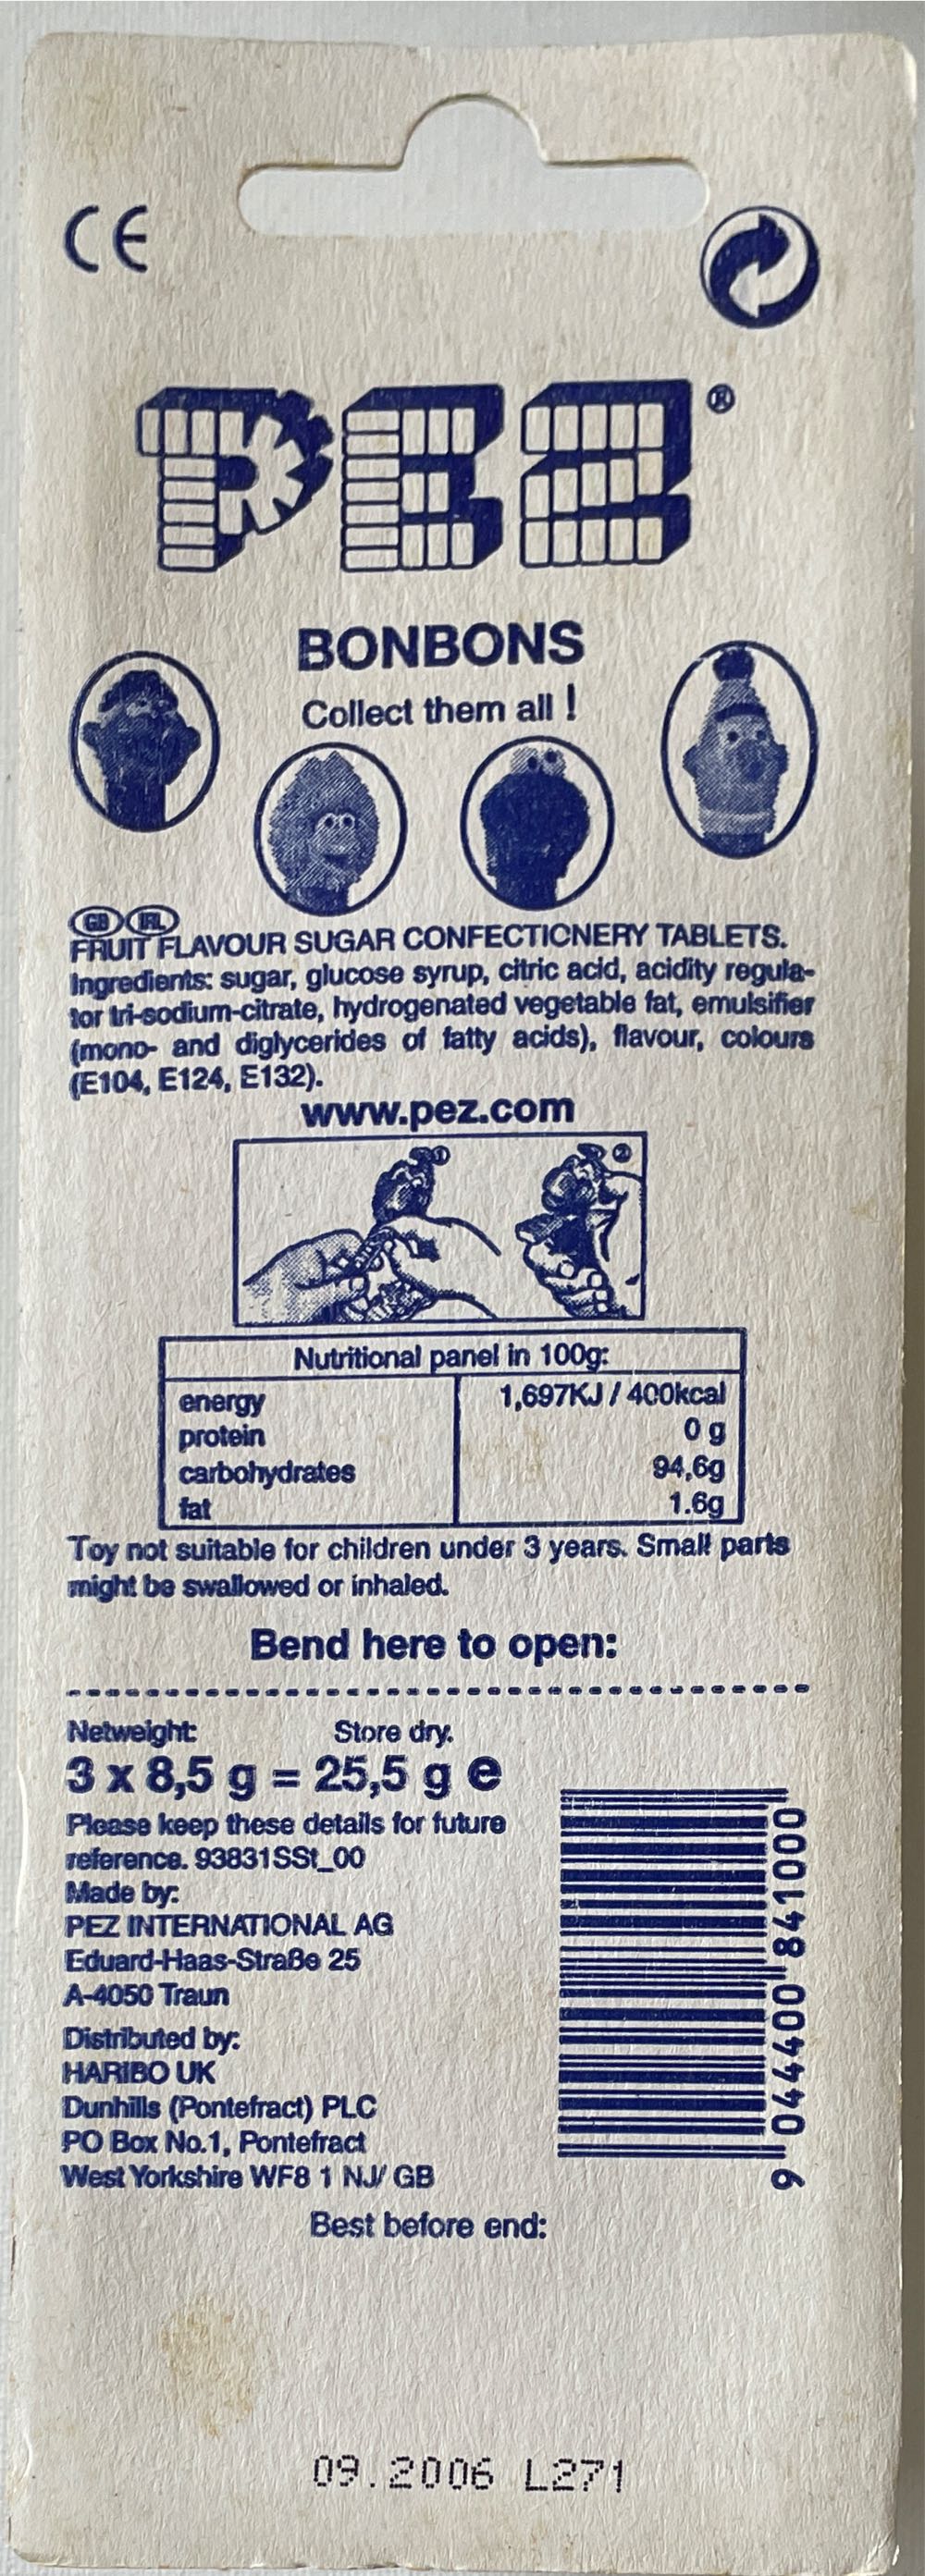 CE
PEZ®
BONBONS
Collect them all !
GB IRL
FRUIT FLAVOUR SUGAR CONFECTIONERY TABLETS.
Ingredients: sugar, glucose syrup, citric acid, acidity regula-
tor tri-sodium-citrate, hydrogenated vegetable fat, emulsifier
(mono- and diglycerides of fatty acids), flavour, colours
(E104, E124, E132).
www.pez.com
1 2
Nutritional panel in 100g:
energy 1,697KJ / 400kcal
protein 0 g
carbohydrates 94,6g
fat 1.6g
Toy not suitable for children under 3 years. Small parts
might be swallowed or inhaled.
Bend here to open:
Netweight: Store dry.
3 x 8,5 g = 25,5 g e
Please keep these details for future
reference. 93831SSt_00
Made by:
PEZ INTERNATIONAL AG
Eduard-Haas-Straße 25
A-4050 Traun
Distributed by:
HARIBO UK
Dunhills (Pontefract) PLC
PO Box No.1, Pontefract
West Yorkshire WF8 1 NJ/ GB
9 044400 841000
Best before end:
09.2006 L271